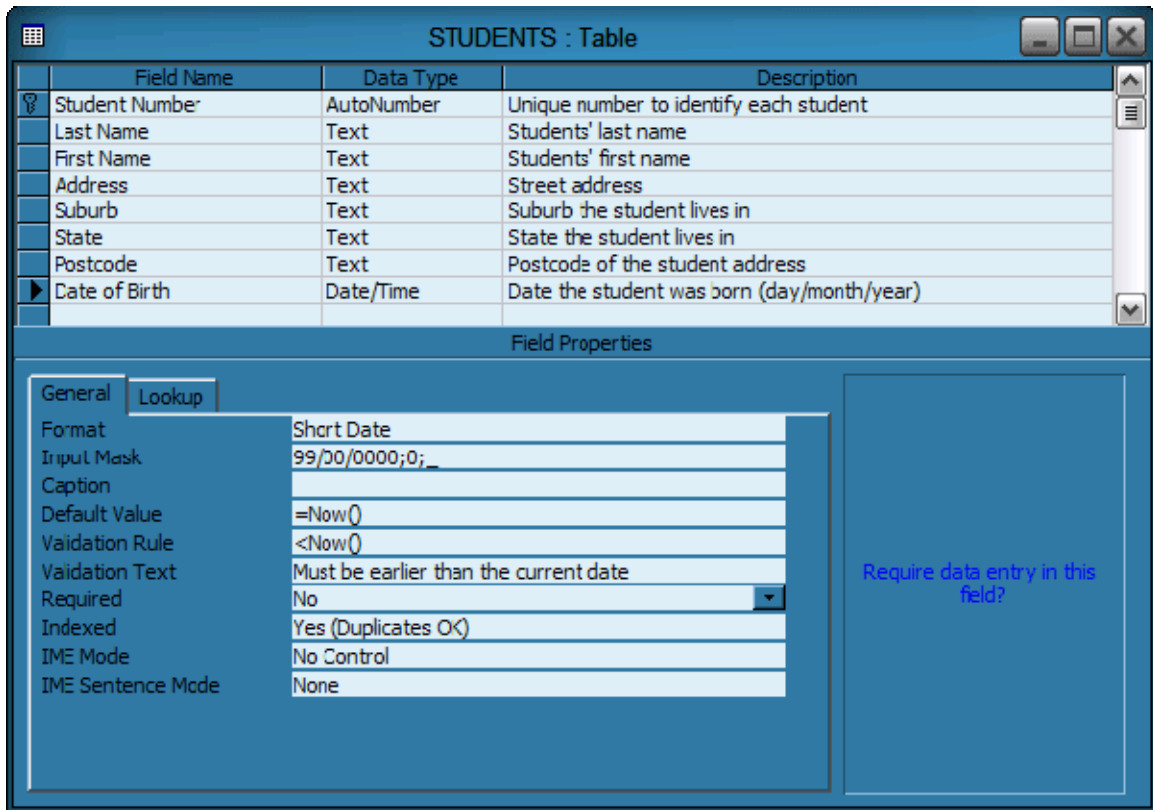 STUDENTS : Table
Field Name Data Type Description
Student Number AutoNumber Unique number to identify each student
Last Name Text Students' last name
First Name Text Students' first name
Address Text Street address
Suburb Text Suburb the student lives in
State Text State the student lives in
Postcode Text Postcode of the student address
Date of Birth Date/Time Date the student was born (day/month/year)
Field Properties
General Lookup
Format Short Date
Input Mask 99/00/0000;0;_
Caption
Default Value =Now()
Validation Rule <Now()
Validation Text Must be earlier than the current date
Required No
Indexed Yes (Duplicates OK)
IME Mode No Control
IME Sentence Mode None
Require data entry in this
field?